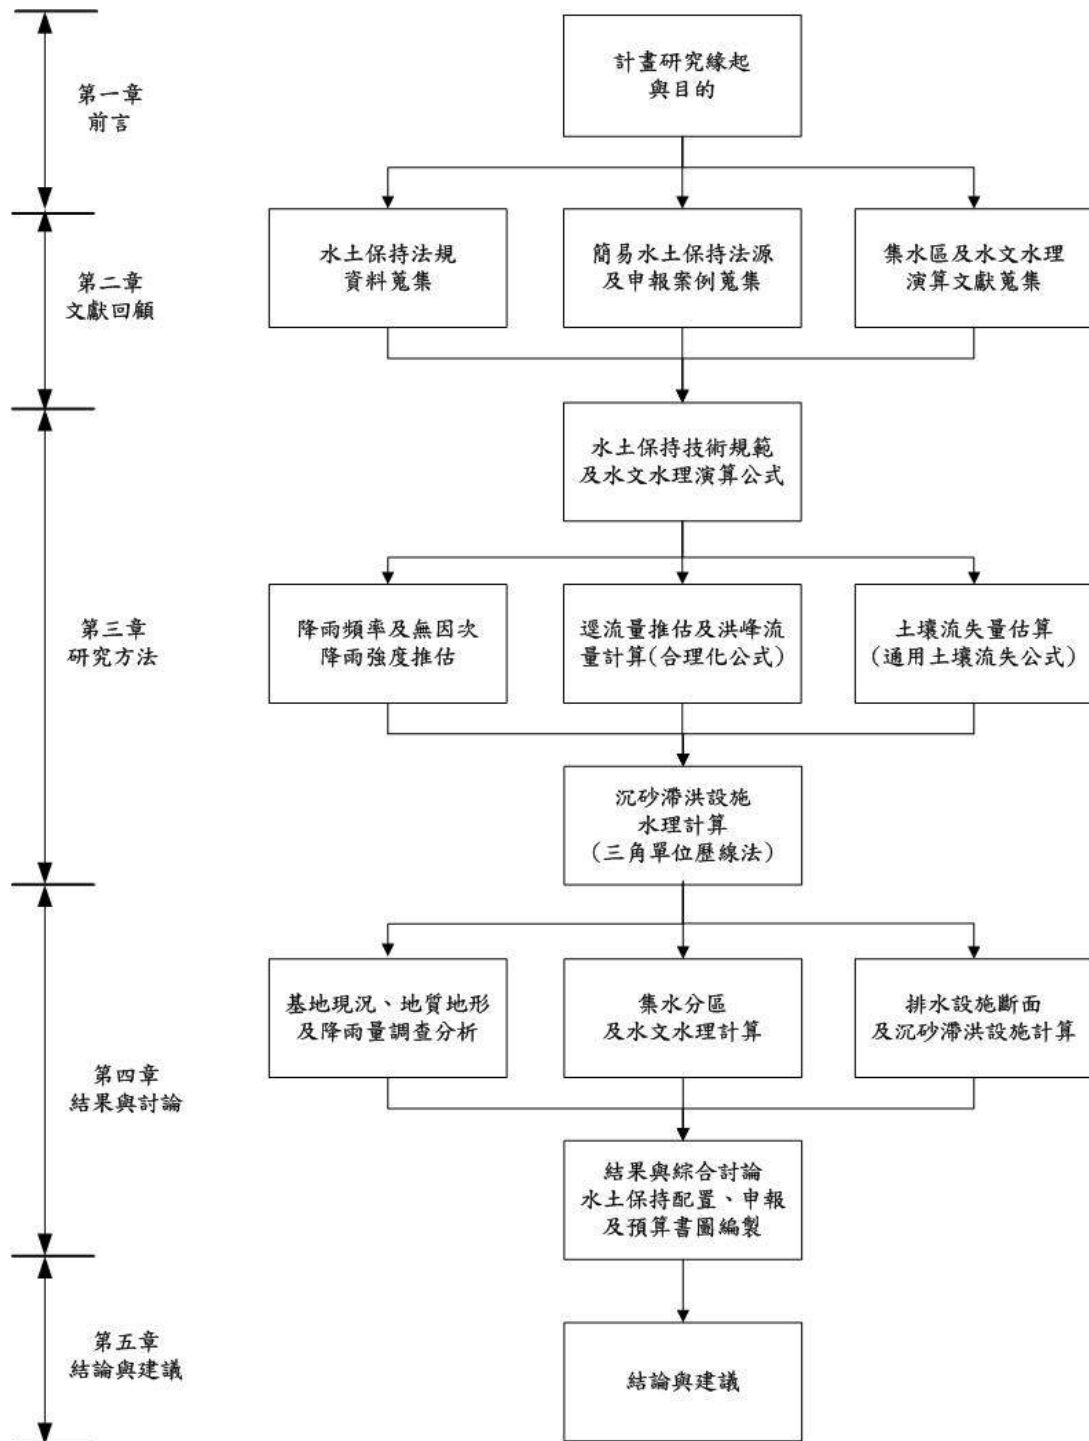 第一章
前言
計畫研究緣起
與目的
第二章
文獻回顧
水土保持法規
資料蒐集
簡易水土保持法源
及申報案例蒐集
集水區及水文水理
演算文獻蒐集
第三章
研究方法
水土保持技術規範
及水文水理演算公式
降雨頻率及無因次
降雨強度推估
逕流量推估及洪峰流
量計算(合理化公式)
土壤流失量估算
(通用土壤流失公式)
沉砂滯洪設施
水理計算
(三角單位歷線法)
第四章
結果與討論
基地現況、地質地形
及降雨量調查分析
集水分區
及水文水理計算
排水設施斷面
及沉砂滯洪設施計算
結果與綜合討論
水土保持配置、申報
及預算書圖編製
第五章
結論與建議
結論與建議